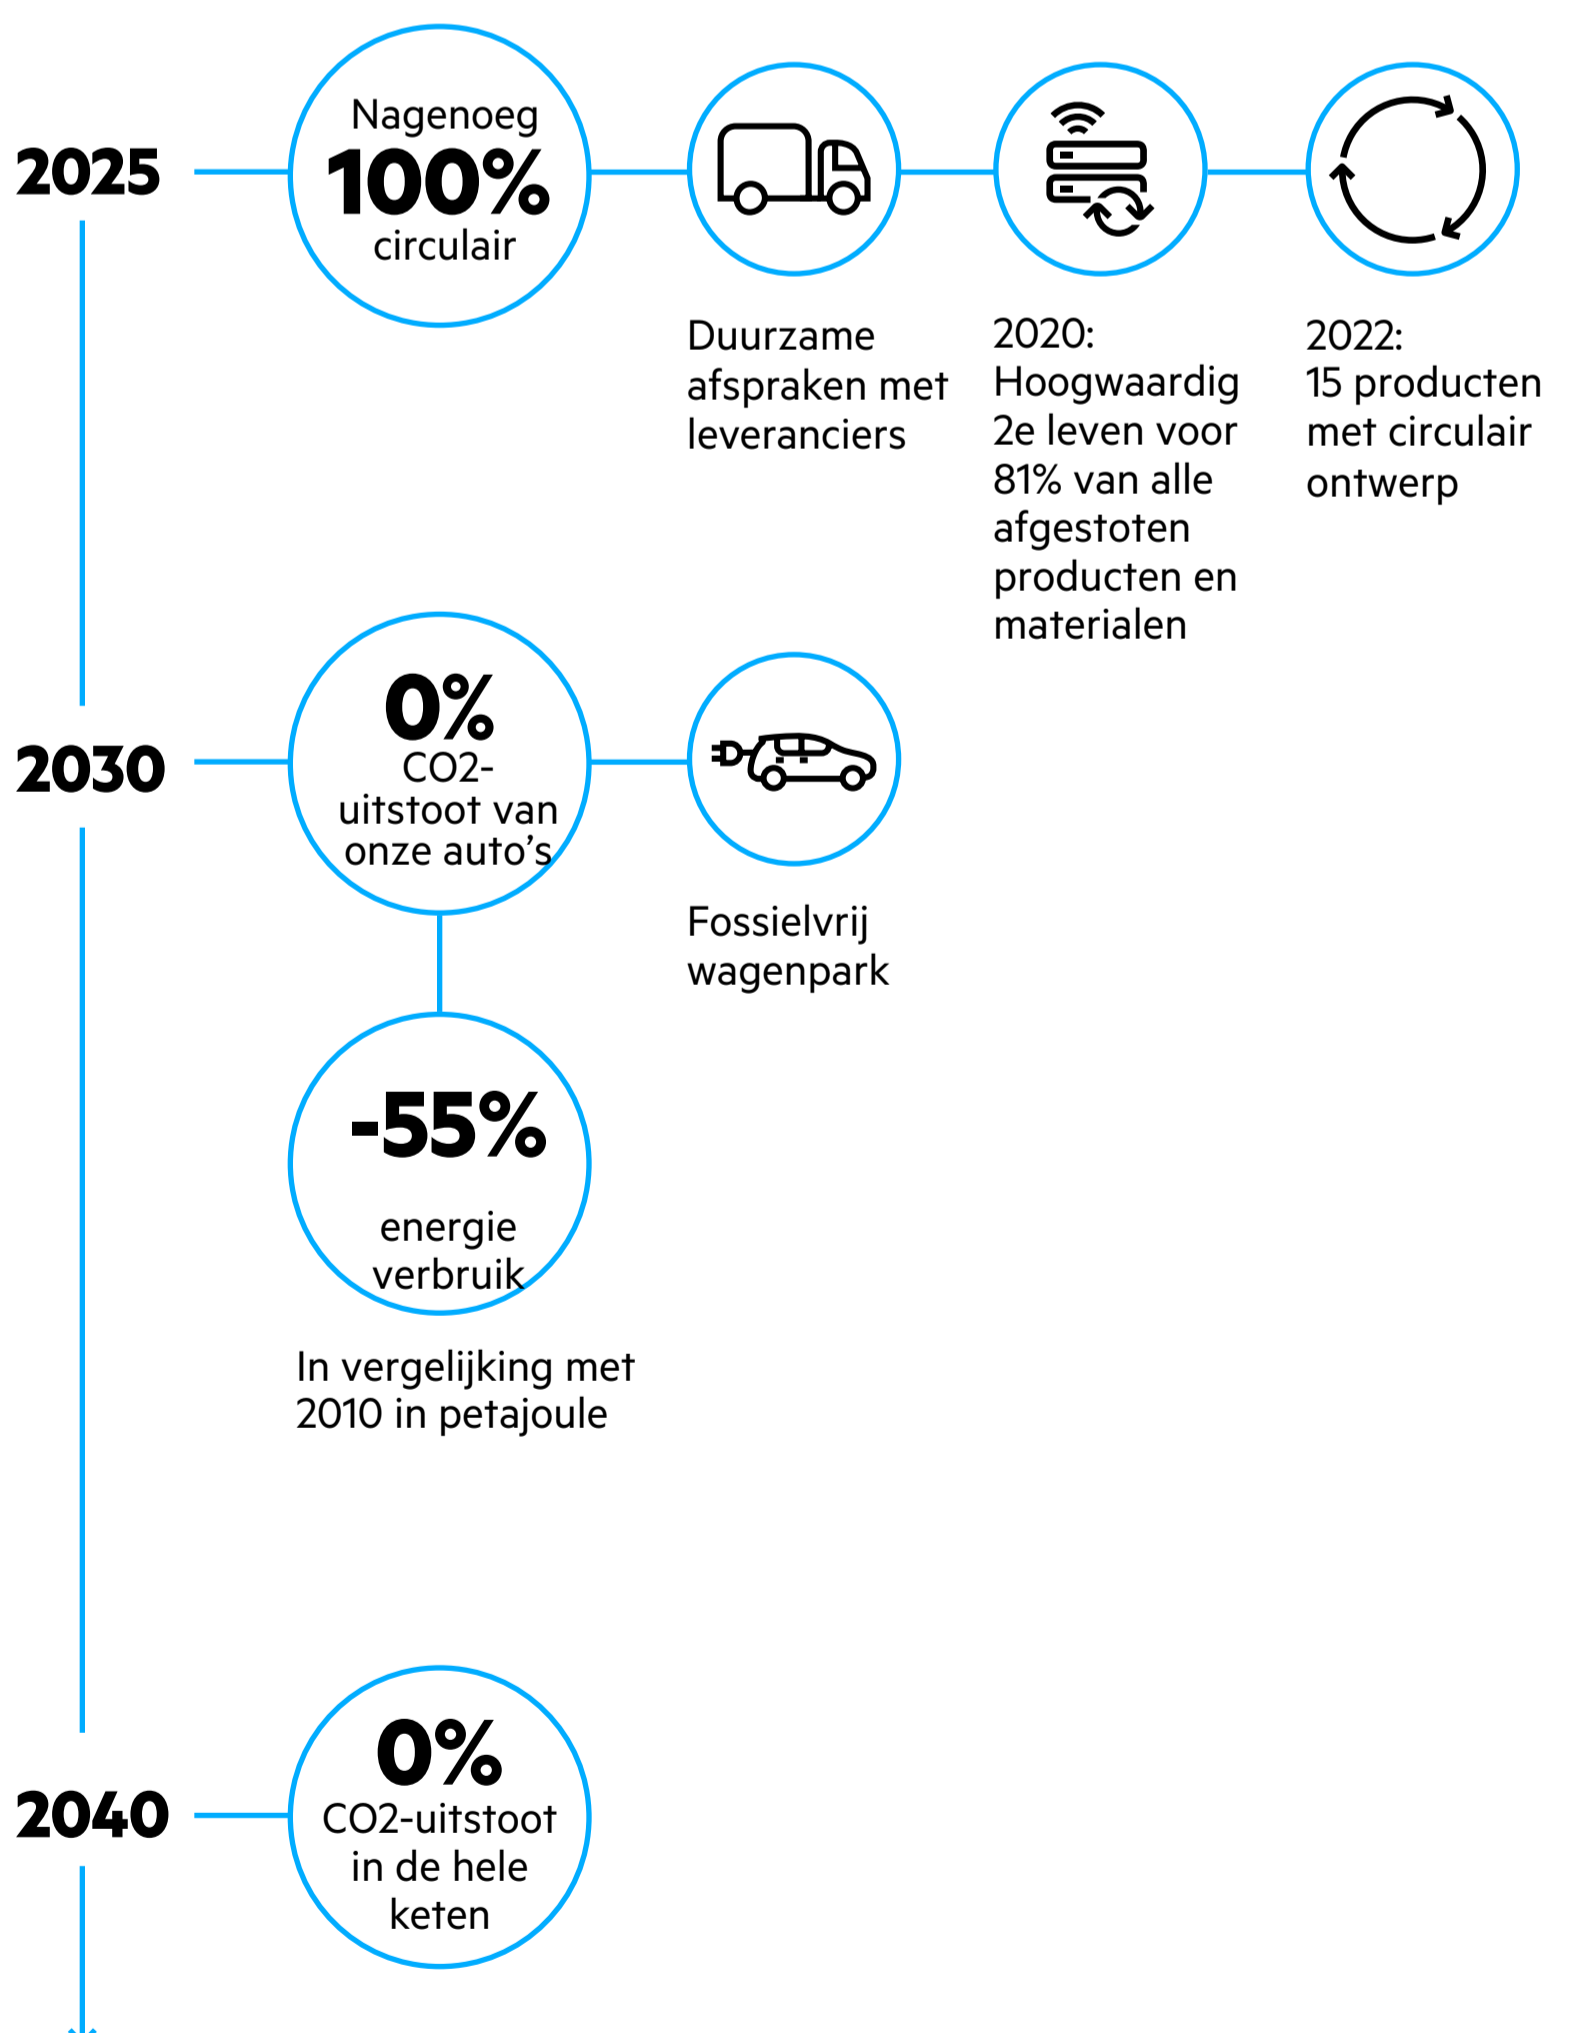 2025
Nagenoeg
100%
circulair
Duurzame
afspraken met
leveranciers
2020:
Hoogwaardig
2e leven voor
81% van alle
afgestoten
producten en
materialen
2022:
15 producten
met circulair
ontwerp
2030
0%
CO2-
uitstoot van
onze auto’s
Fossielvrij
wagenpark
-55%
energie
verbruik
In vergelijking met
2010 in petajoule
2040
0%
CO2-uitstoot
in de hele
keten